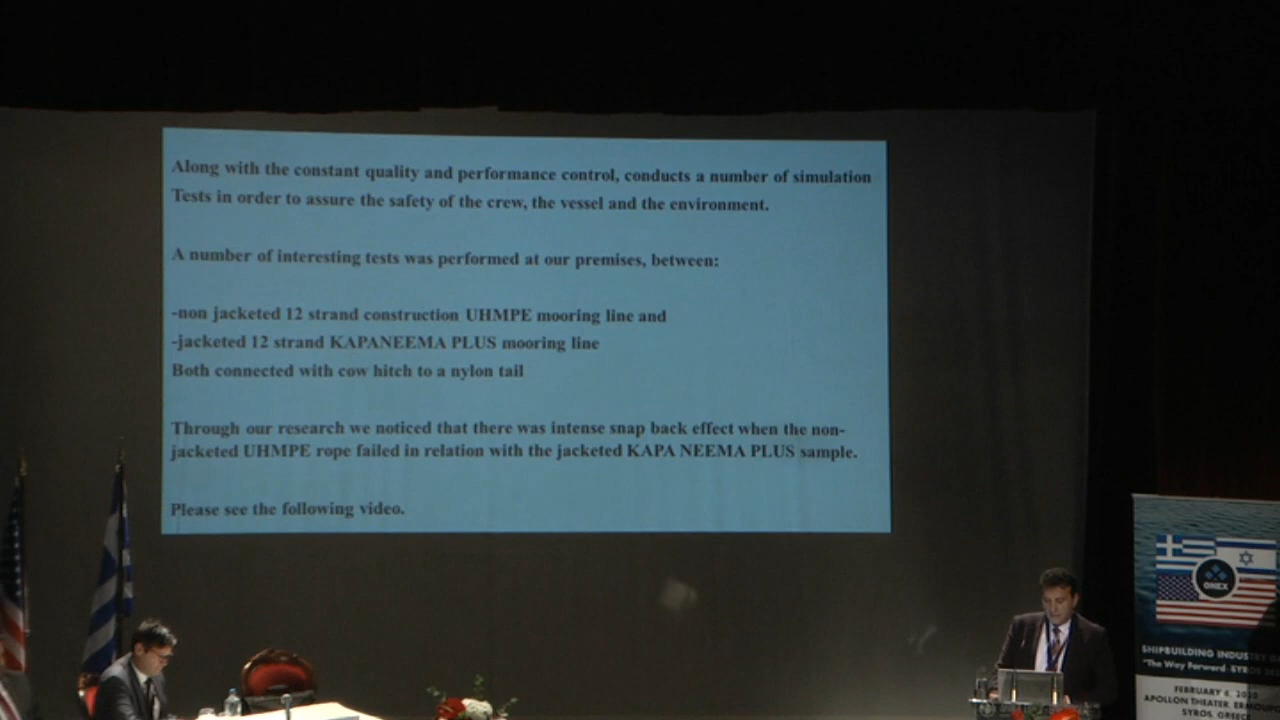 Along with the constant quality and performance control, conducts a number of simulation
Tests in order to assure the safety of the crew, the vessel and the environment.
A number of interesting tests was performed at our premises, between:
-non jacketed 12 strand construction UHMPE mooring line and
-jacketed 12 strand KAPANEEMA PLUS mooring line
Both connected with cow hitch to a nylon tail
Through our research we noticed that there was intense snap back effect when the non-
jacketed UHMPE rope failed in relation with the jacketed KAPA NEEMA PLUS sample.
Please see the following video.
ONEX
SHIPBUILDING INDUSTRY
"The Way Forward
FEBRUARY 6,
APOLLON THEATER, ERMOUP
SYROS, GREECE